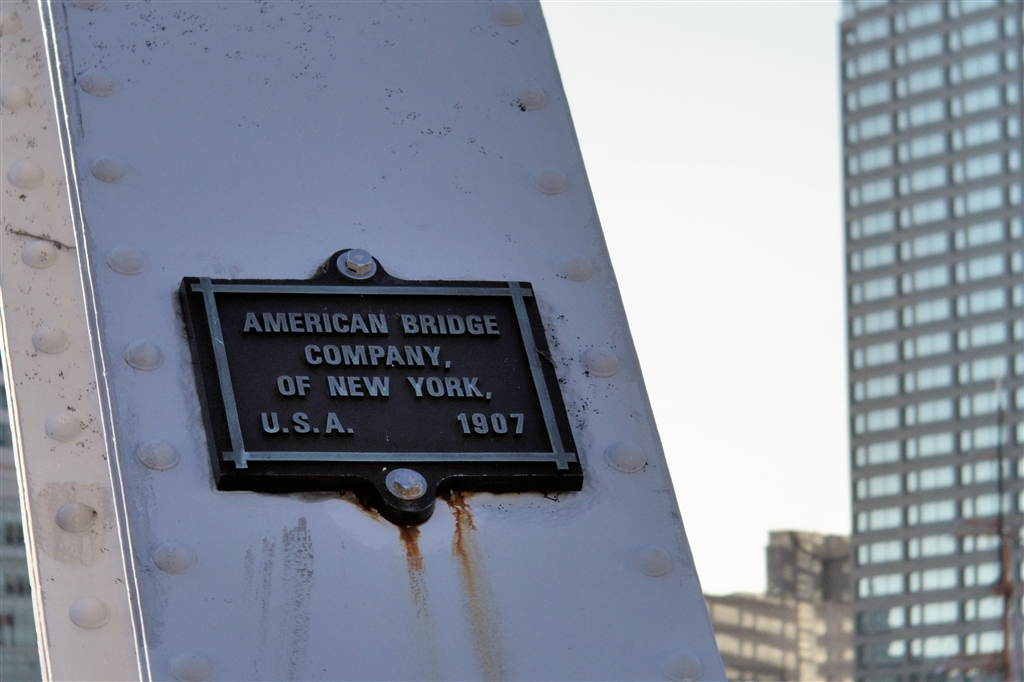 AMERICAN BRIDGE
COMPANY,
OF NEW YORK,
U.S.A. 1907